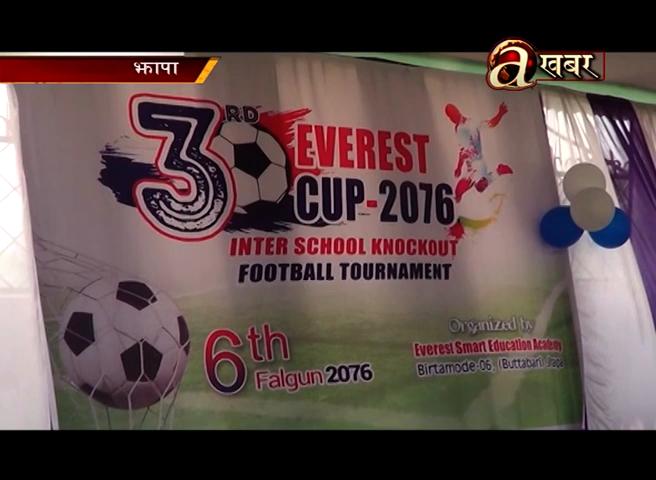 झापा
a खबर
3RD
EVEREST
CUP-2076
INTER SCHOOL KNOCKOUT
FOOTBALL TOURNAMENT
6th
Falgun 2076
Organized by
Everest Smart Education Academy
Birtamode-06, (Buttabari) Jhapa